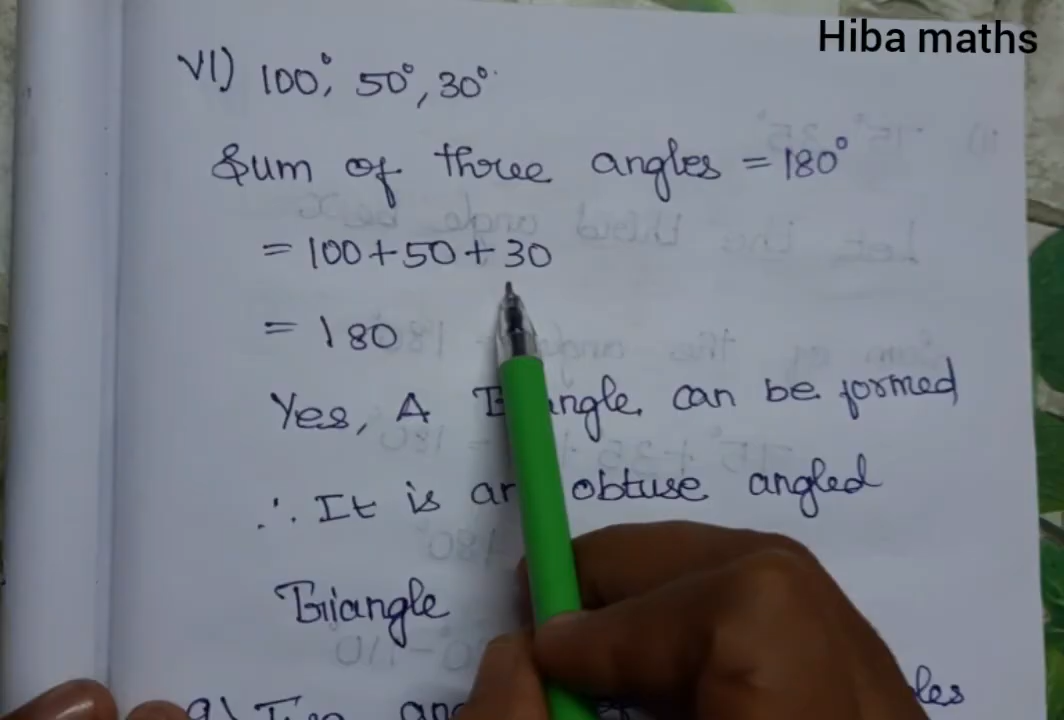 Hiba maths
VI) 100°, 50°, 30°
Sum of three angles = 180°
= 100+50+30
= 180
Yes, A can be formed
∴ It is an obtuse angled
Triangle